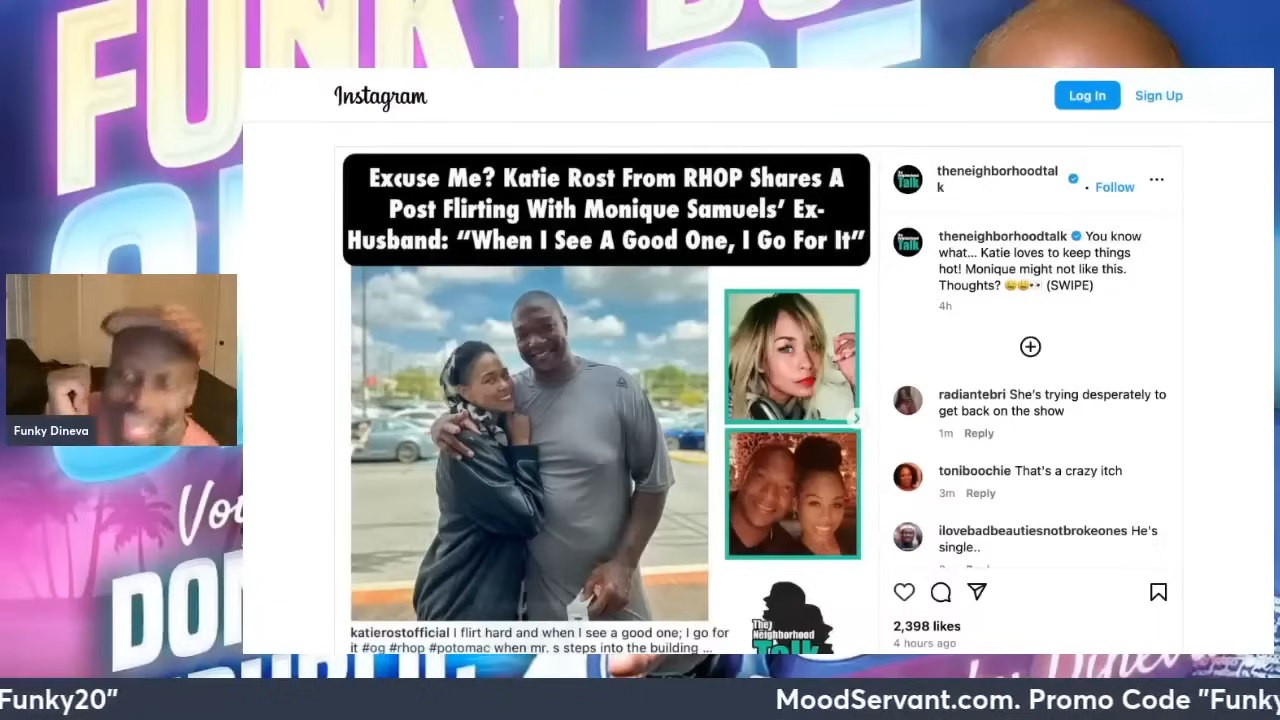 FUNKY
Instagram
Log In
Sign Up
Excuse Me? Katie Rost From RHOP Shares A
Post Flirting With Monique Samuels' Ex-
Husband: “When I See A Good One, I Go For It”
katierostofficial I flirt hard and when I see a good one; I go for
it #og #rhop #potomac when mr. s steps into the building ...
The
Neighborhood
Talk
theneighborhoodtal
k
• Follow
theneighborhoodtalk You know
what... Katie loves to keep things
hot! Monique might not like this.
Thoughts? 😩😩👀 (SWIPE)
4h
radiantebri She's trying desperately to
get back on the show
1m Reply
toniboochie That's a crazy itch
3m Reply
ilovebadbeautiesnotbrokeones He's
single..
2,398 likes
4 hours ago
Funky Dineva
Funky20"
MoodServant.com. Promo Code "Funky